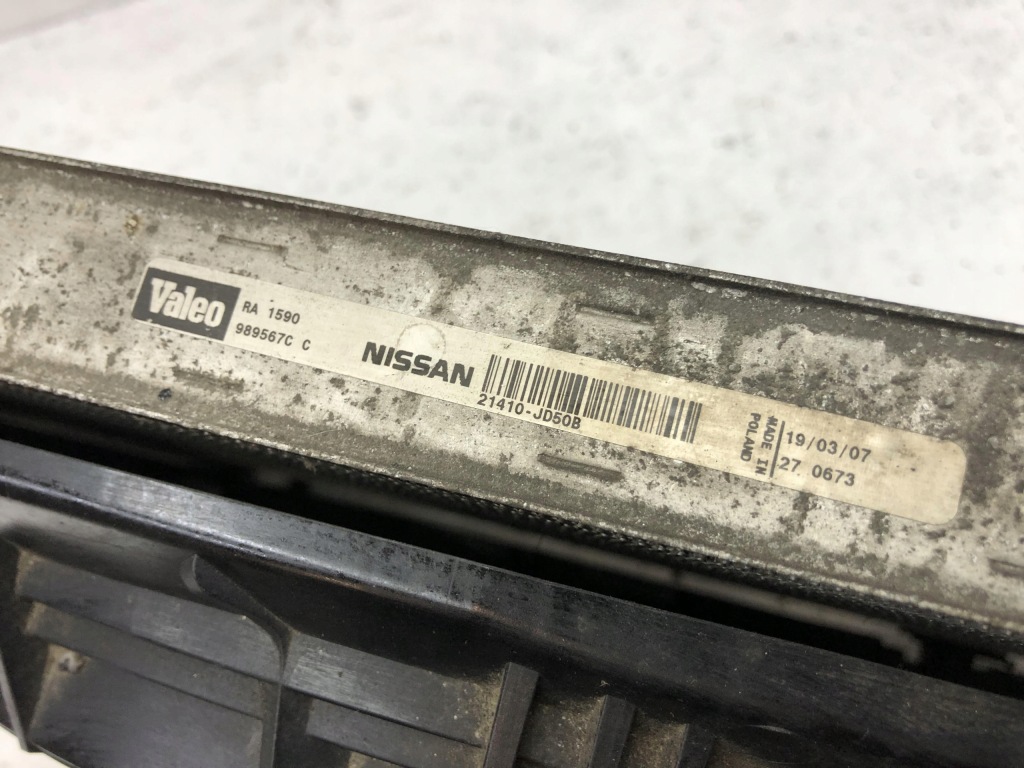 Valeo
RA 1590
989567C C
NISSAN
21410-JD50B
MADE IN
POLAND
19/03/07
27 0673